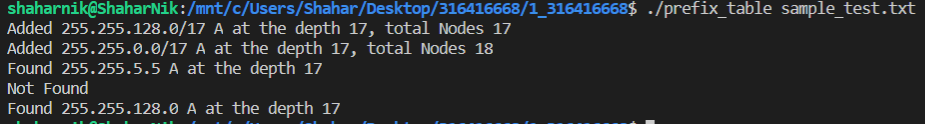 shaharnik@ShaharNik:/mnt/c/Users/Shahar/Desktop/316416668/1_316416668$ ./prefix_table sample_test.txt
Added 255.255.128.0/17 A at the depth 17, total Nodes 17
Added 255.255.0.0/17 A at the depth 17, total Nodes 18
Found 255.255.5.5 A at the depth 17
Not Found
Found 255.255.128.0 A at the depth 17